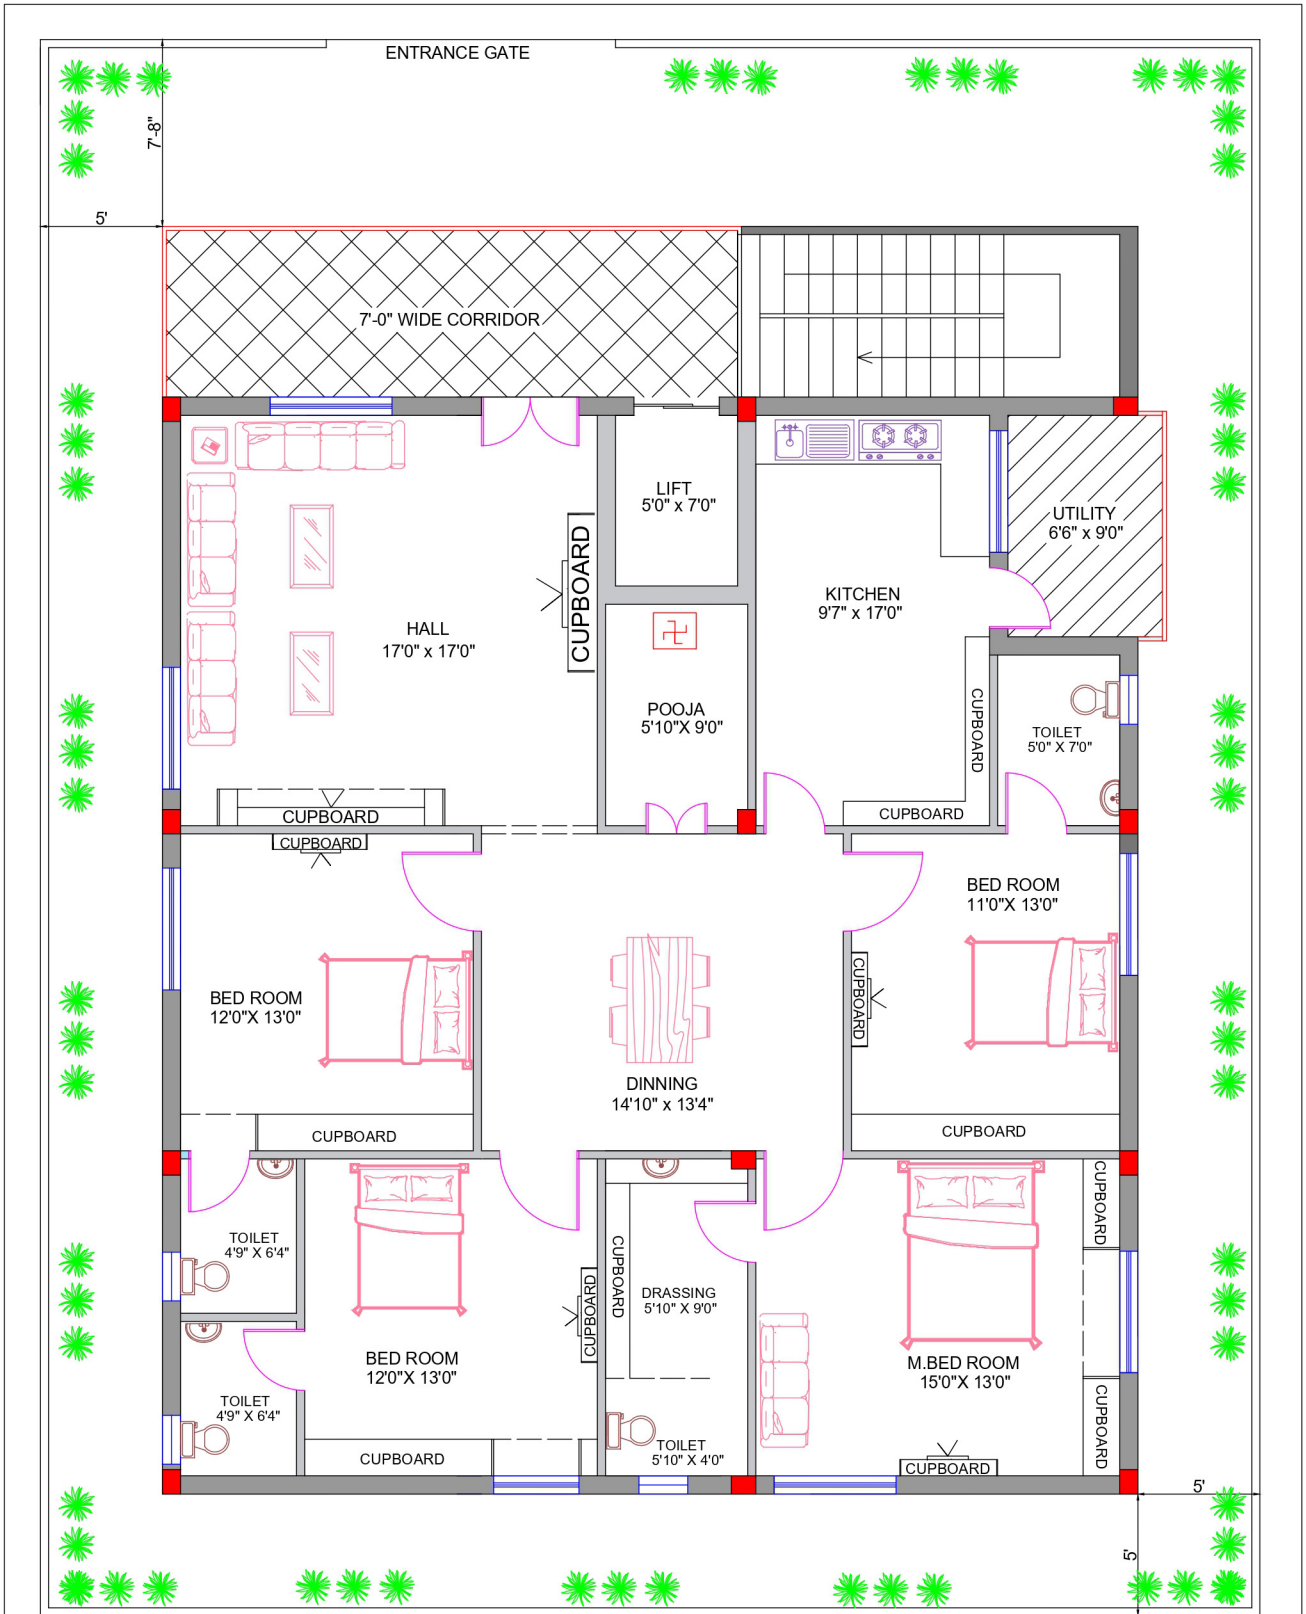 ENTRANCE GATE
7'-8"
5'
7'-0" WIDE CORRIDOR
LIFT
5'0" x 7'0"
UTILITY
6'6" x 9'0"
CUPBOARD
KITCHEN
9'7" x 17'0"
HALL
17'0" x 17'0"
POOJA
5'10"X 9'0"
CUPBOARD
TOILET
5'0" X 7'0"
CUPBOARD
CUPBOARD
CUPBOARD
BED ROOM
11'0"X 13'0"
CUPBOARD
BED ROOM
12'0"X 13'0"
DINNING
14'10" x 13'4"
CUPBOARD
CUPBOARD
CUPBOARD
TOILET
4'9" X 6'4"
CUPBOARD
DRASSING
5'10" X 9'0"
CUPBOARD
BED ROOM
12'0"X 13'0"
M.BED ROOM
15'0"X 13'0"
TOILET
4'9" X 6'4"
CUPBOARD
TOILET
5'10" X 4'0"
CUPBOARD
CUPBOARD
5'
5'